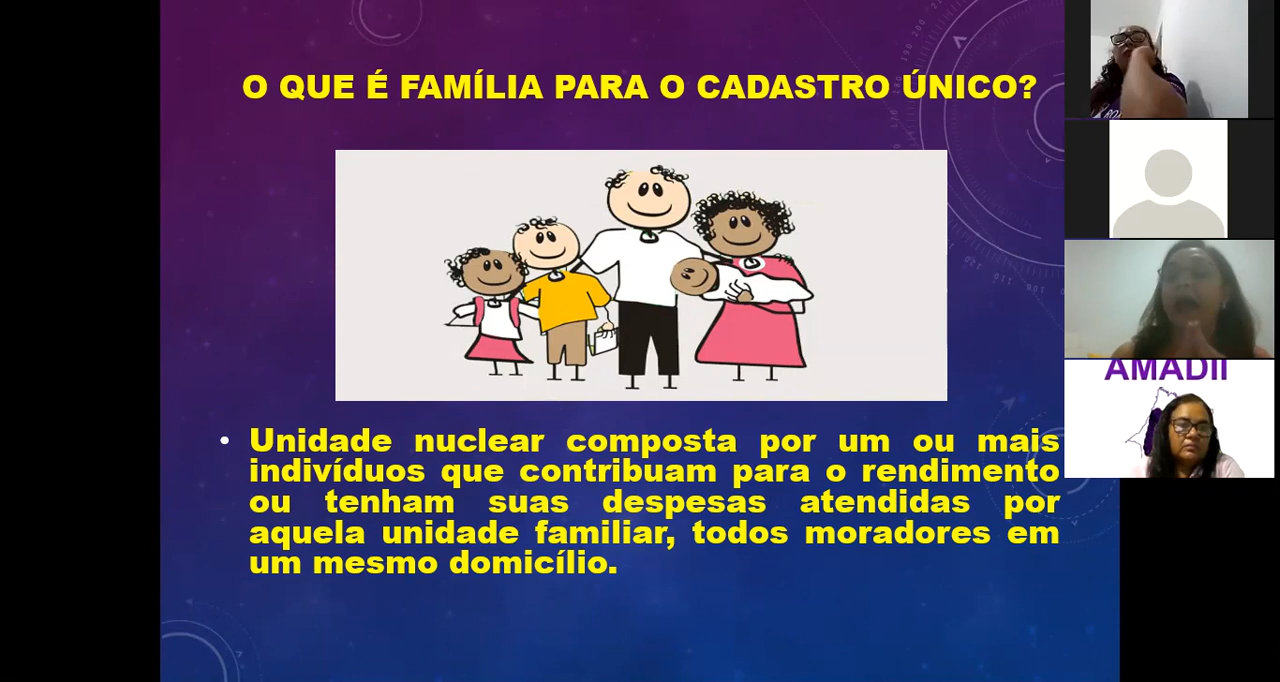 O QUE É FAMÍLIA PARA O CADASTRO ÚNICO?
• Unidade nuclear composta por um ou mais
indivíduos que contribuam para o rendimento
ou tenham suas despesas atendidas por
aquela unidade familiar, todos moradores em
um mesmo domicílio.
AMADII